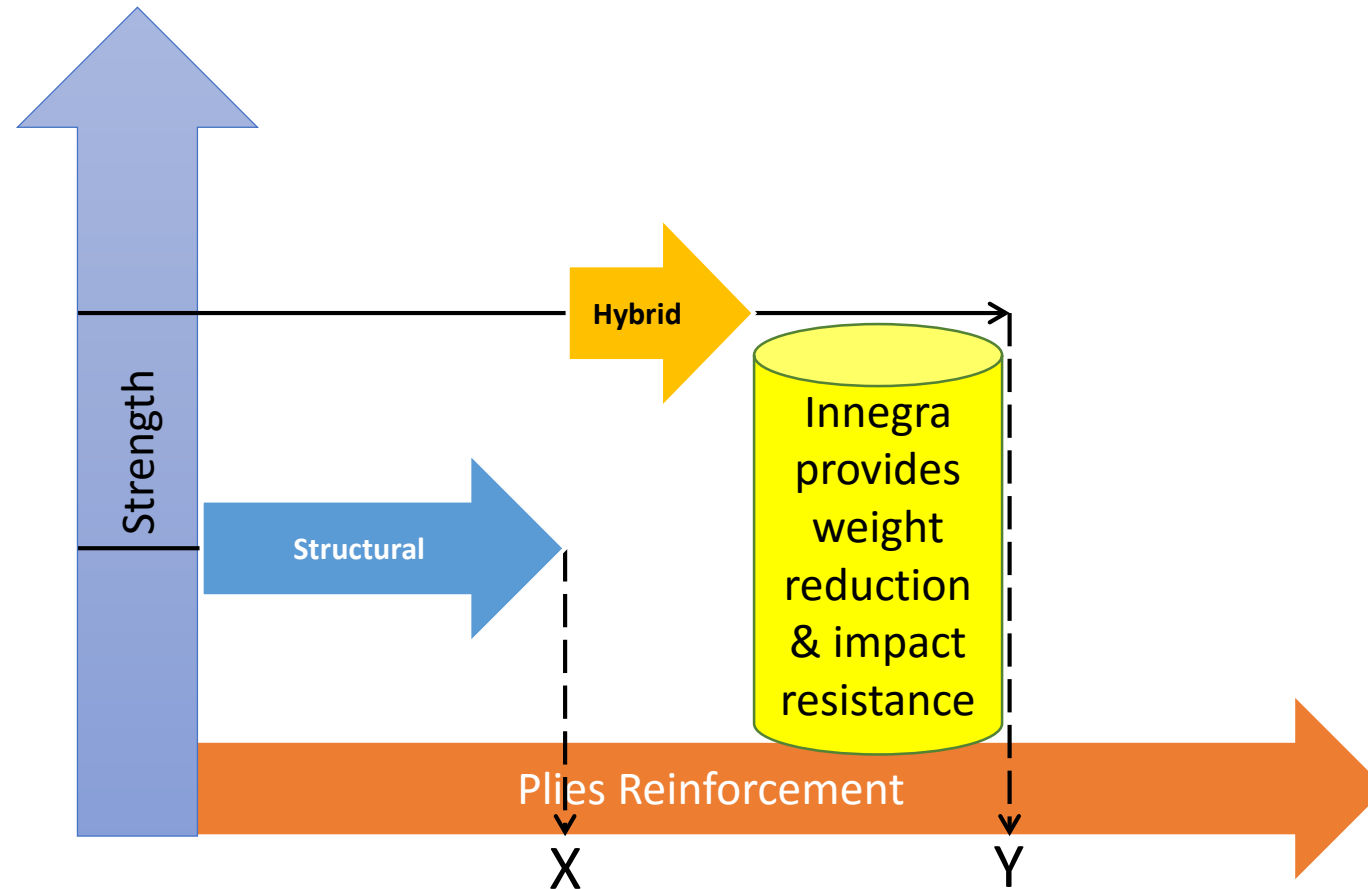 Strength
Hybrid
Structural
Innegra
provides
weight
reduction
& impact
resistance
Plies Reinforcement
X
Y